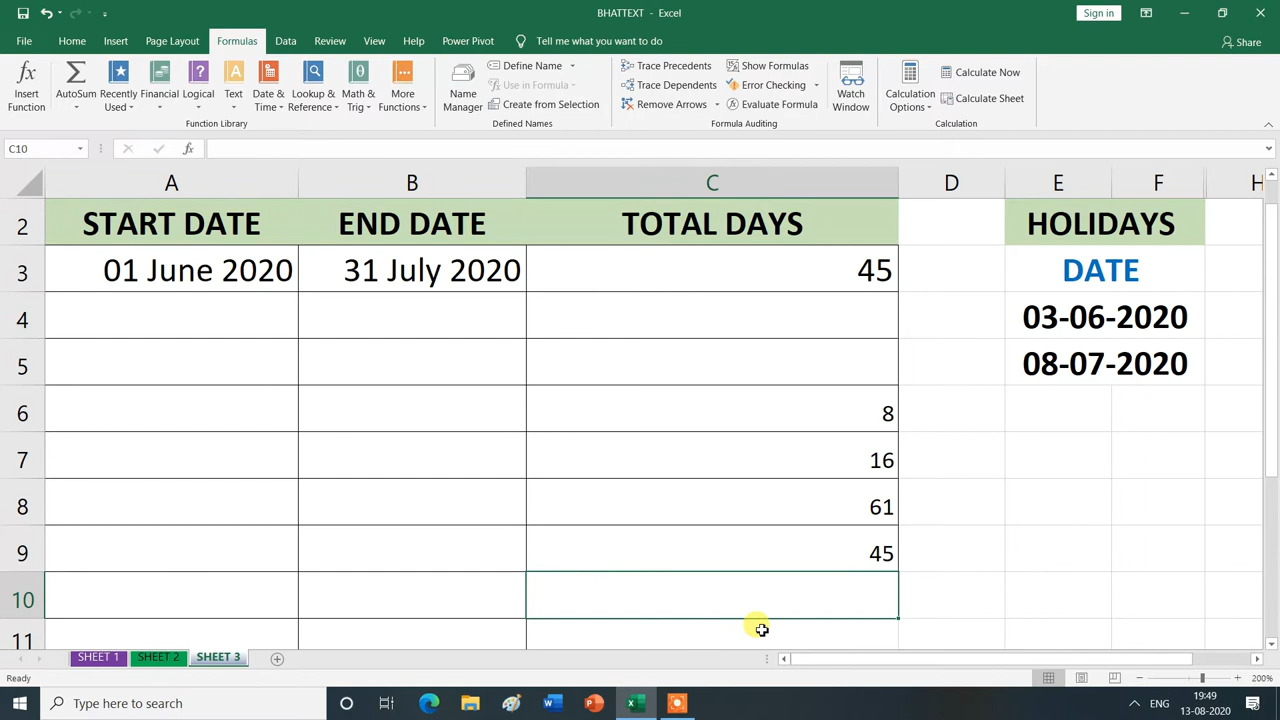 BHATTEXT - Excel
Sign in
File Home Insert Page Layout Formulas Data Review View Help Power Pivot Tell me what you want to do Share
Insert Function
AutoSum
Recently Used
Financial
Logical
Text
Date & Time
Lookup & Reference
Math & Trig
More Functions
Function Library
Name Manager
Define Name
Use in Formula
Create from Selection
Defined Names
Trace Precedents
Trace Dependents
Remove Arrows
Show Formulas
Error Checking
Evaluate Formula
Formula Auditing
Watch Window
Calculation Options
Calculate Now
Calculate Sheet
Calculation
C10 fx
A B C D E F H
2 START DATE END DATE TOTAL DAYS HOLIDAYS
3 01 June 2020 31 July 2020 45 DATE
4 03-06-2020
5 08-07-2020
6 8
7 16
8 61
9 45
10
11
SHEET 1 SHEET 2 SHEET 3
Ready 200%
Type here to search
ENG
19:49
13-08-2020